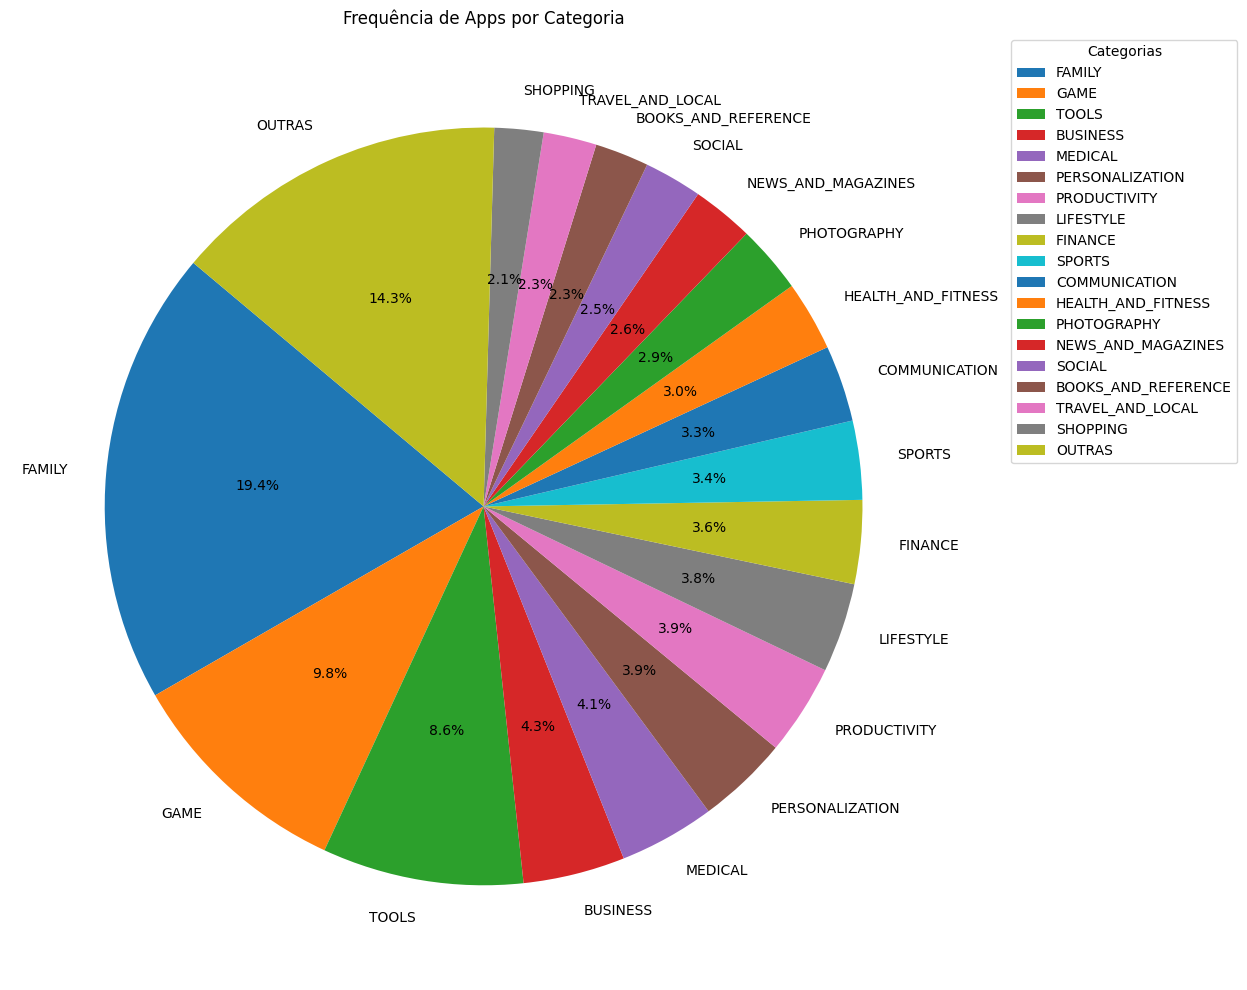 Frequência de Apps por Categoria
SHOPPING
TRAVEL_AND_LOCAL
BOOKS_AND_REFERENCE
SOCIAL
NEWS_AND_MAGAZINES
PHOTOGRAPHY
HEALTH_AND_FITNESS
COMMUNICATION
SPORTS
FINANCE
LIFESTYLE
PRODUCTIVITY
PERSONALIZATION
MEDICAL
BUSINESS
TOOLS
GAME
FAMILY
OUTRAS
2.1%
2.3%
2.3%
2.5%
2.6%
2.9%
3.0%
3.3%
3.4%
3.6%
3.8%
3.9%
3.9%
4.1%
4.3%
8.6%
9.8%
19.4%
14.3%
Categorias
FAMILY
GAME
TOOLS
BUSINESS
MEDICAL
PERSONALIZATION
PRODUCTIVITY
LIFESTYLE
FINANCE
SPORTS
COMMUNICATION
HEALTH_AND_FITNESS
PHOTOGRAPHY
NEWS_AND_MAGAZINES
SOCIAL
BOOKS_AND_REFERENCE
TRAVEL_AND_LOCAL
SHOPPING
OUTRAS